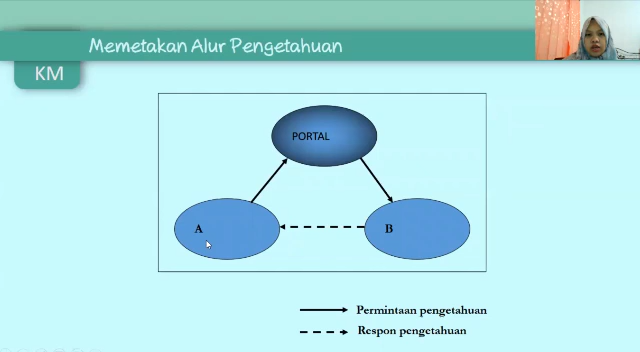 Memetakan Alur Pengetahuan
KM
PORTAL
A
B
Permintaan pengetahuan
Respon pengetahuan